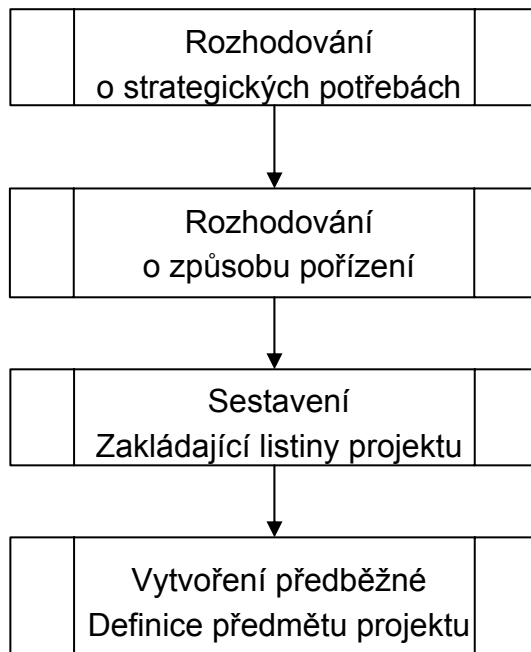 Rozhodování
o strategických potřebách
Rozhodování
o způsobu pořízení
Sestavení
Zakládající listiny projektu
Vytvoření předběžné
Definice předmětu projektu